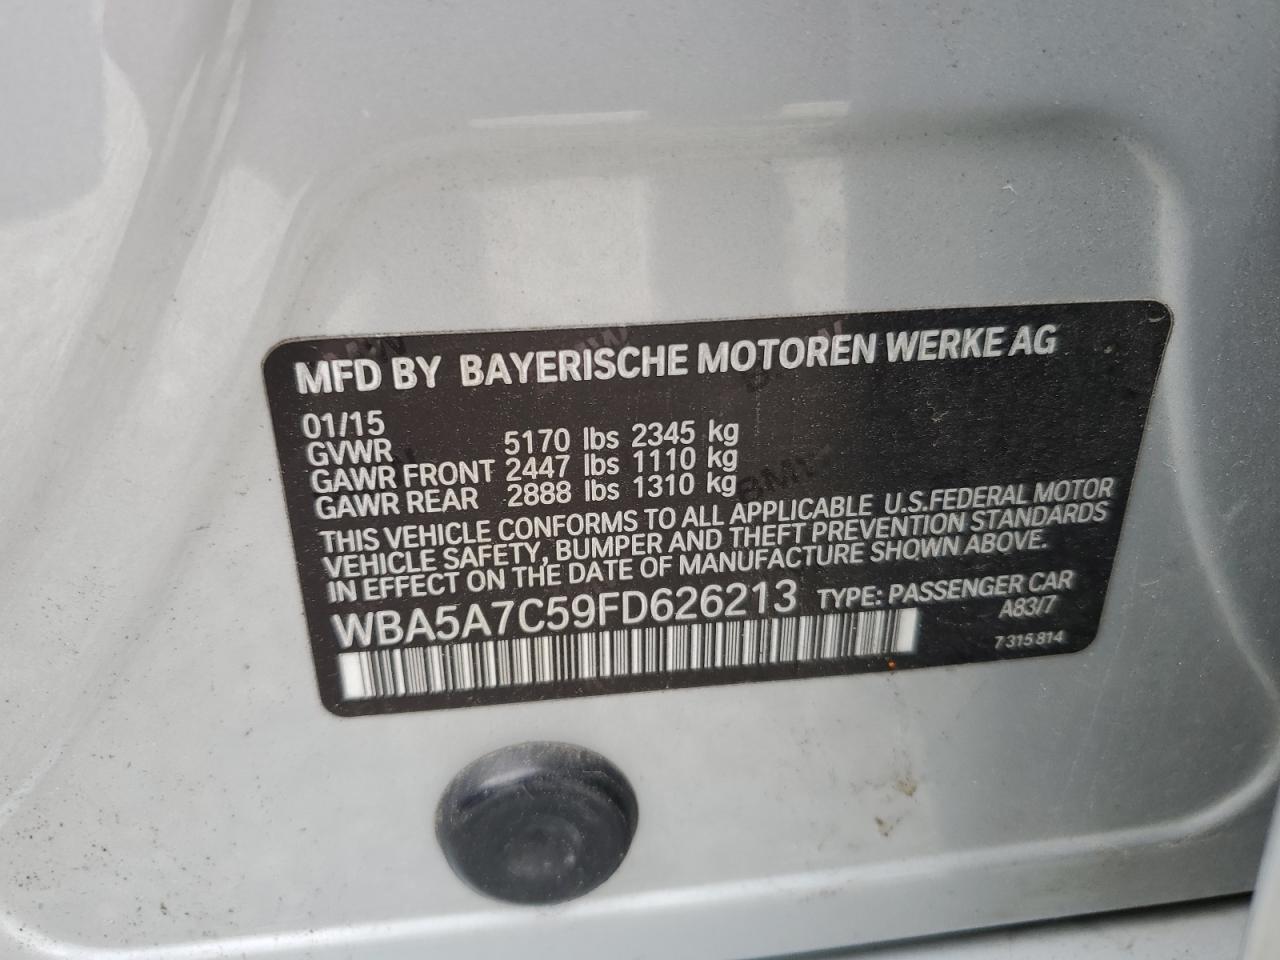 MFD BY BAYERISCHE MOTOREN WERKE AG
01/15
GVWR 5170 lbs 2345 kg
GAWR FRONT 2447 lbs 1110 kg
GAWR REAR 2888 lbs 1310 kg
THIS VEHICLE CONFORMS TO ALL APPLICABLE U.S.FEDERAL MOTOR
VEHICLE SAFETY, BUMPER AND THEFT PREVENTION STANDARDS
IN EFFECT ON THE DATE OF MANUFACTURE SHOWN ABOVE.
WBA5A7C59FD626213 TYPE: PASSENGER CAR
A83/7
7 315 814